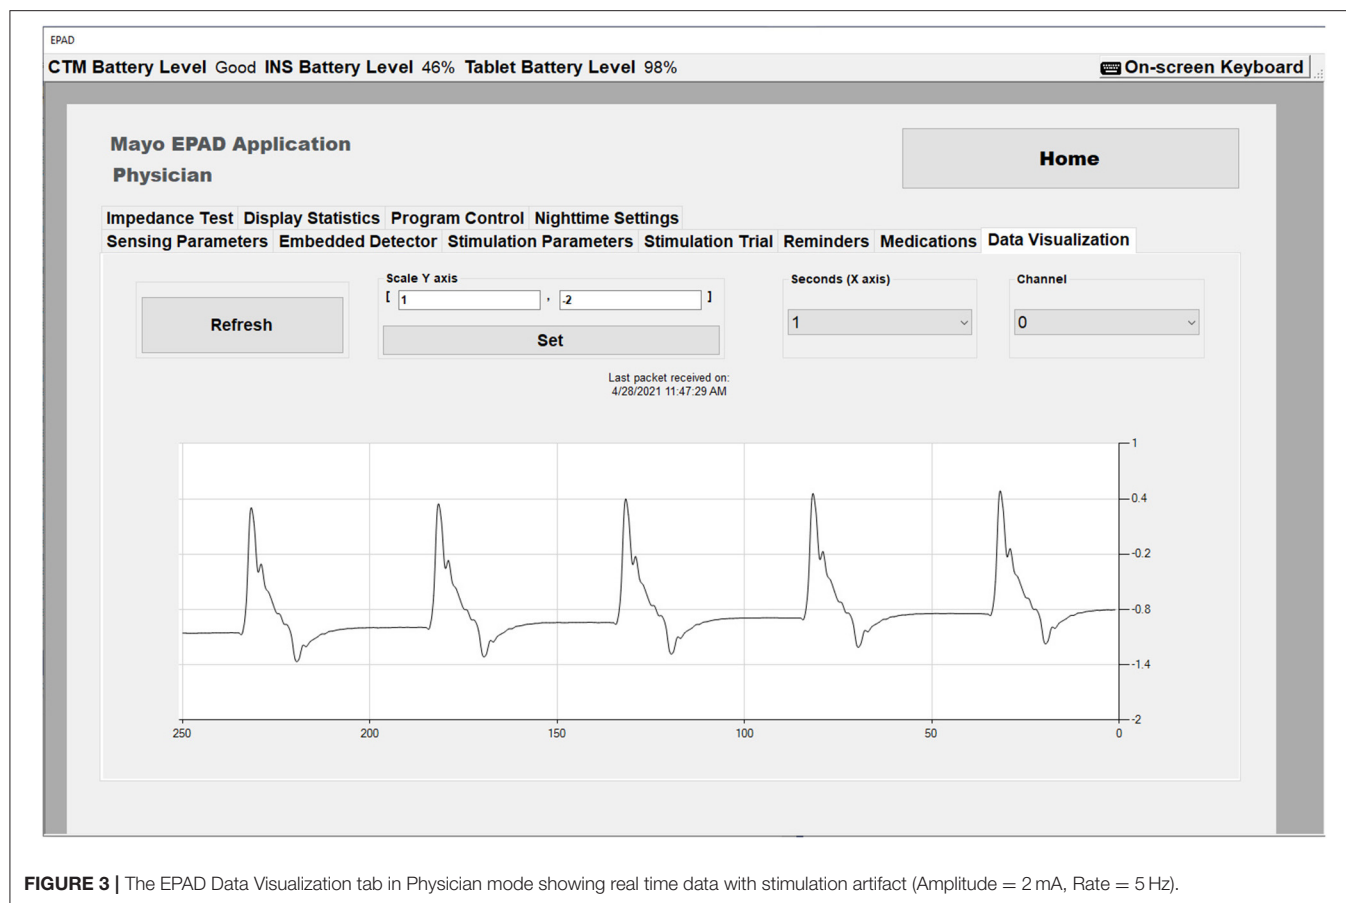 EPAD
CTM Battery Level Good INS Battery Level 46% Tablet Battery Level 98% On-screen Keyboard
Mayo EPAD Application
Physician
Home
Impedance Test Display Statistics Program Control Nighttime Settings
Sensing Parameters Embedded Detector Stimulation Parameters Stimulation Trial Reminders Medications Data Visualization
Refresh
Scale Y axis
[ 1 , -2 ]
Set
Seconds (X axis)
1
Channel
0
Last packet received on:
4/28/2021 11:47:29 AM
1
0.4
-0.2
-0.8
-1.4
-2
250 200 150 100 50 0
FIGURE 3 | The EPAD Data Visualization tab in Physician mode showing real time data with stimulation artifact (Amplitude = 2 mA, Rate = 5 Hz).